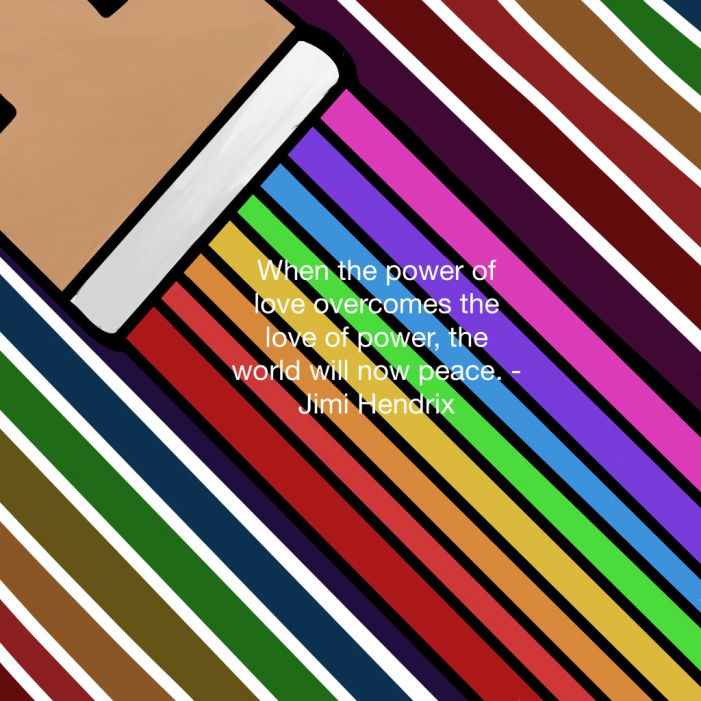 When the power of
love overcomes the
love of power, the
world will now peace. -
Jimi Hendrix